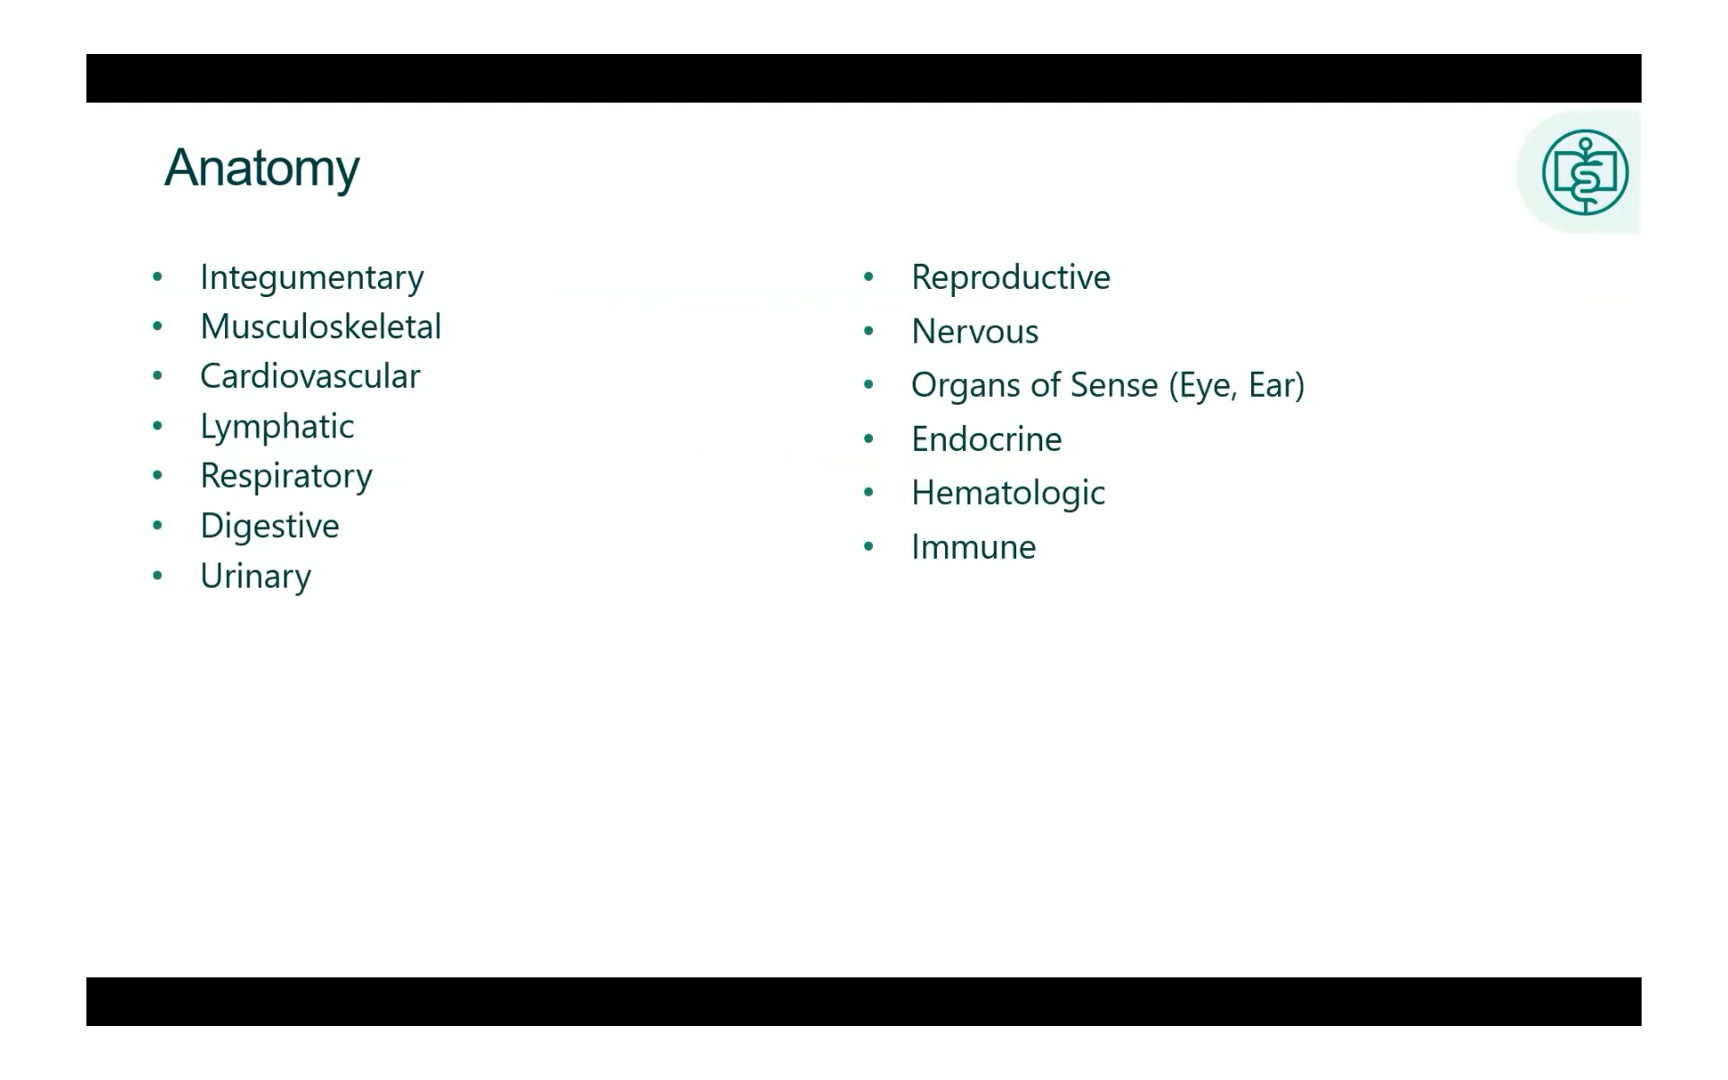 Anatomy
• Integumentary
• Musculoskeletal
• Cardiovascular
• Lymphatic
• Respiratory
• Digestive
• Urinary
• Reproductive
• Nervous
• Organs of Sense (Eye, Ear)
• Endocrine
• Hematologic
• Immune